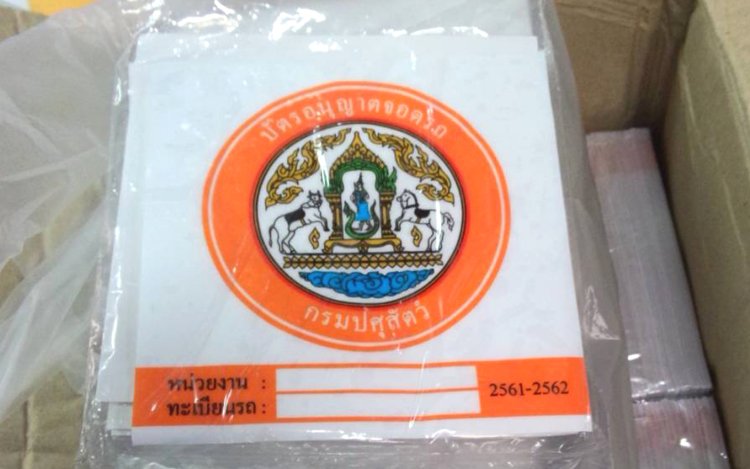 บัตรอนุญาตจอดรถ
กรมปศุสัตว์
หน่วยงาน :
ทะเบียนรถ :
2561-2562